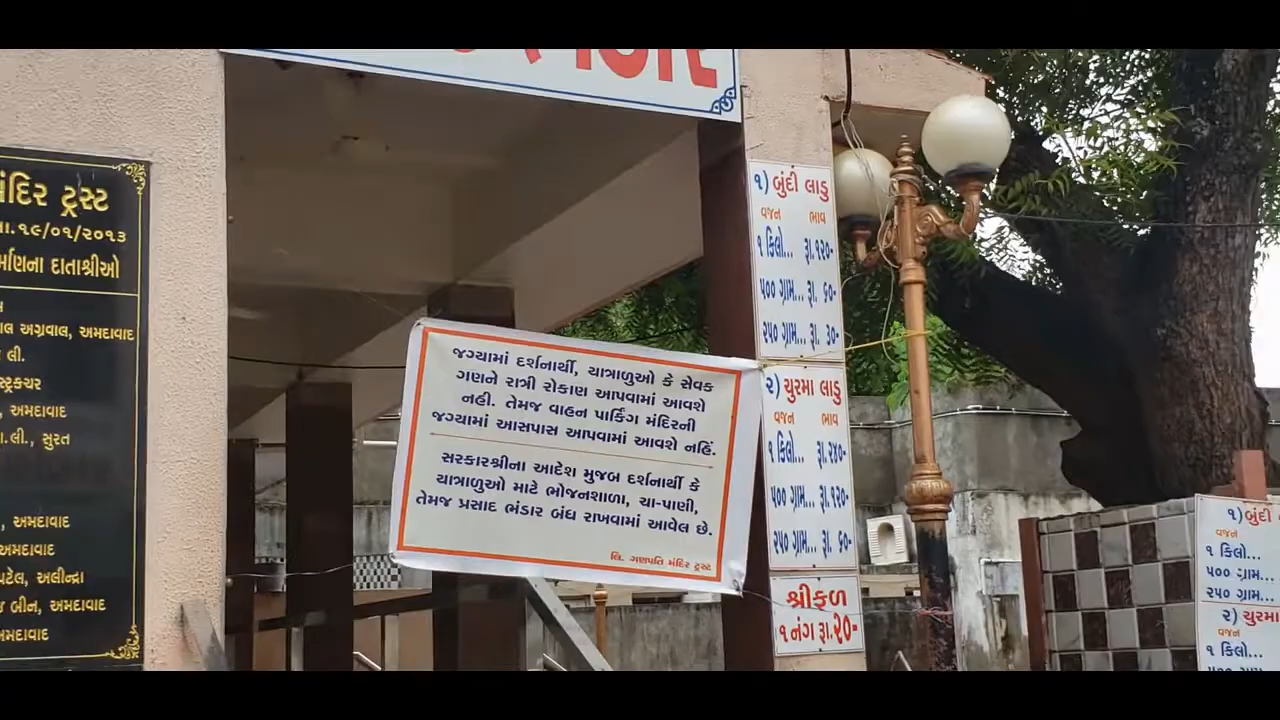 મંદિર ટ્રસ્ટ
તા.૧૯/૦૧/૨૦૧૩
દાતાશ્રીઓ
અગ્રવાલ, અમદાવાદ
લી.
અમદાવાદ
સુરત
અમદાવાદ
અમદાવાદ
પટેલ, અલીન્દ્રા
બીન, અમદાવાદ
અમદાવાદ
જગ્યામાં દર્શનાર્થી, યાત્રાળુઓ કે સેવક
ગણને રાત્રી રોકાણ આપવામાં આવશે
નહી. તેમજ વાહન પાર્કિંગ મંદિરની
જગ્યામાં આસપાસ આપવામાં આવશે નહિં.
સરકારશ્રીના આદેશ મુજબ દર્શનાર્થી કે
યાત્રાળુઓ માટે ભોજનશાળા, ચા-પાણી,
તેમજ પ્રસાદ ભંડાર બંધ રાખવામાં આવેલ છે.
લિ. ગણપતિ મંદિર ટ્રસ્ટ
૧) બુંદી લાડુ
વજન ભાવ
૧ કિલો... રૂા.૧૨૦-
૫૦૦ ગ્રામ... રૂા. ૬૦-
૨૫૦ ગ્રામ... રૂા. ૩૦-
૨) ચુરમા લાડુ
વજન ભાવ
૧ કિલો... રૂા.૨૪૦-
૫૦૦ ગ્રામ... રૂા.૧૨૦-
૨૫૦ ગ્રામ... રૂા. ૬૦-
શ્રીફળ
૧ નંગ રૂા.૨૦-
૧) બુંદી
વજન
૧ કિલો...
૫૦૦ ગ્રામ...
૨૫૦ ગ્રામ...
૨) ચુરમા
વજન
૧ કિલો...
૫૦૦ ગ્રામ